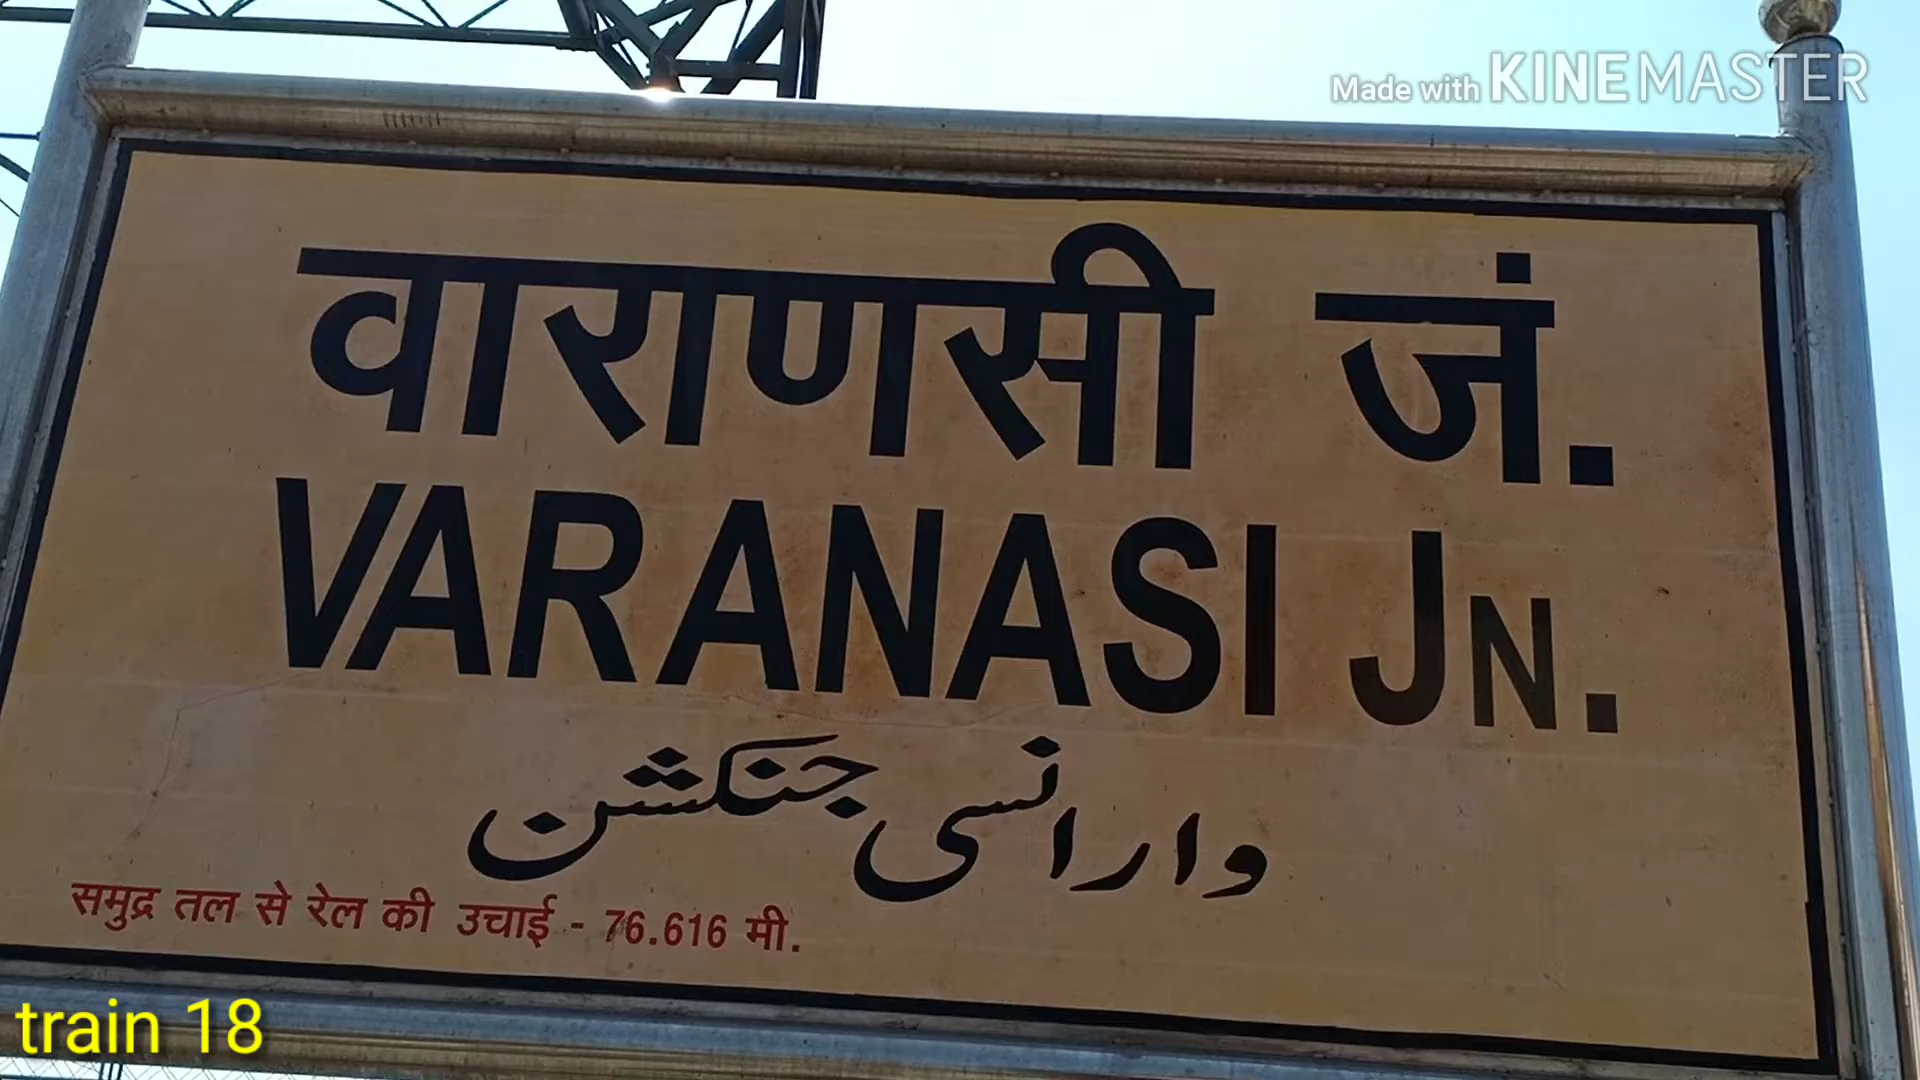 Made with KINEMASTER
वाराणसी जं.
VARANASI JN.
وارانسی جنکشن
समुद्र तल से रेल की उचाई - 76.616 मी.
train 18